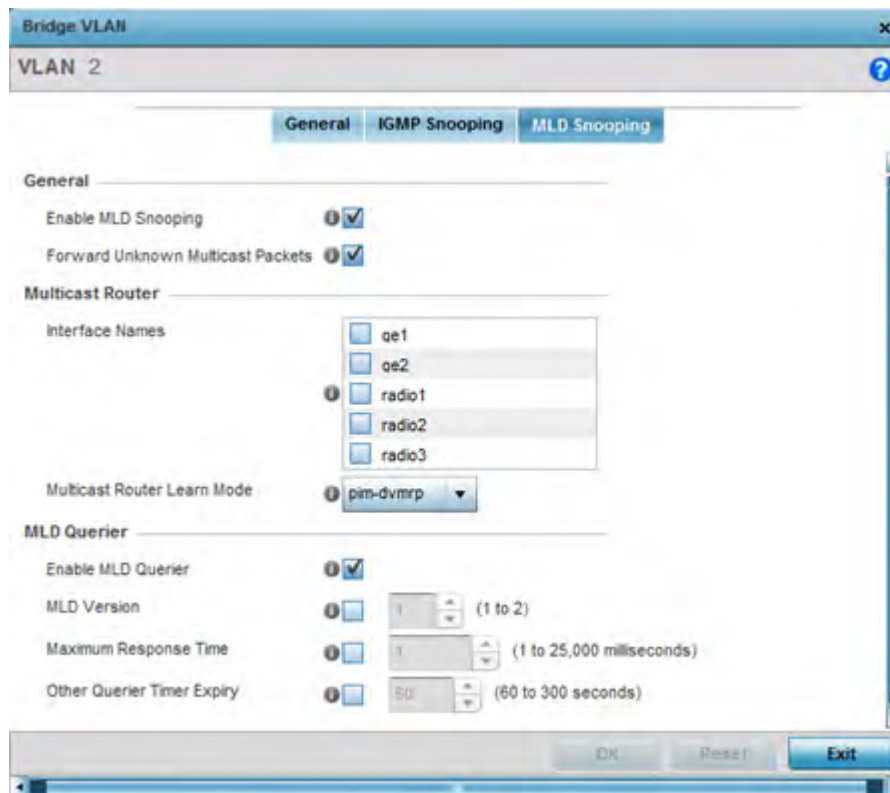 Bridge VLAN
VLAN 2
General IGMP Snooping MLD Snooping
General
Enable MLD Snooping
Forward Unknown Multicast Packets
Multicast Router
Interface Names
ge1
ge2
radio1
radio2
radio3
Multicast Router Learn Mode pim-dvmrp
MLD Querier
Enable MLD Querier
MLD Version 1 (1 to 2)
Maximum Response Time 1 (1 to 25,000 milliseconds)
Other Querier Timer Expiry 60 (60 to 300 seconds)
OK Reset Exit